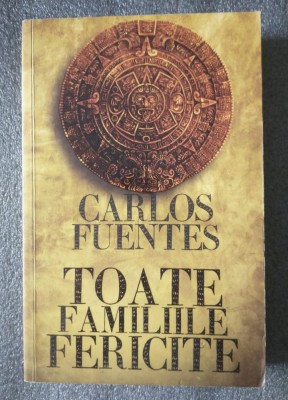 CARLOS
FUENTES
TOATE
FAMILIILE
FERICITE